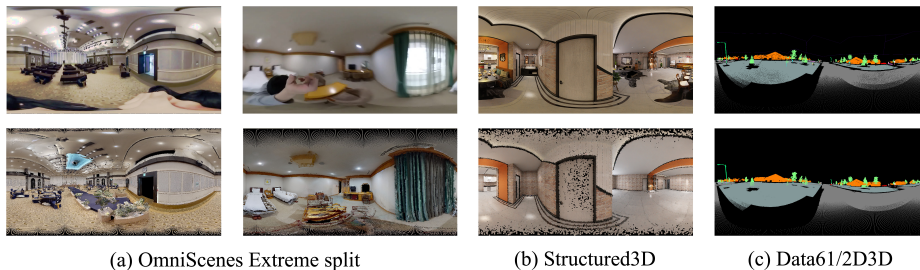 (a) OmniScenes Extreme split
(b) Structured3D
(c) Data61/2D3D